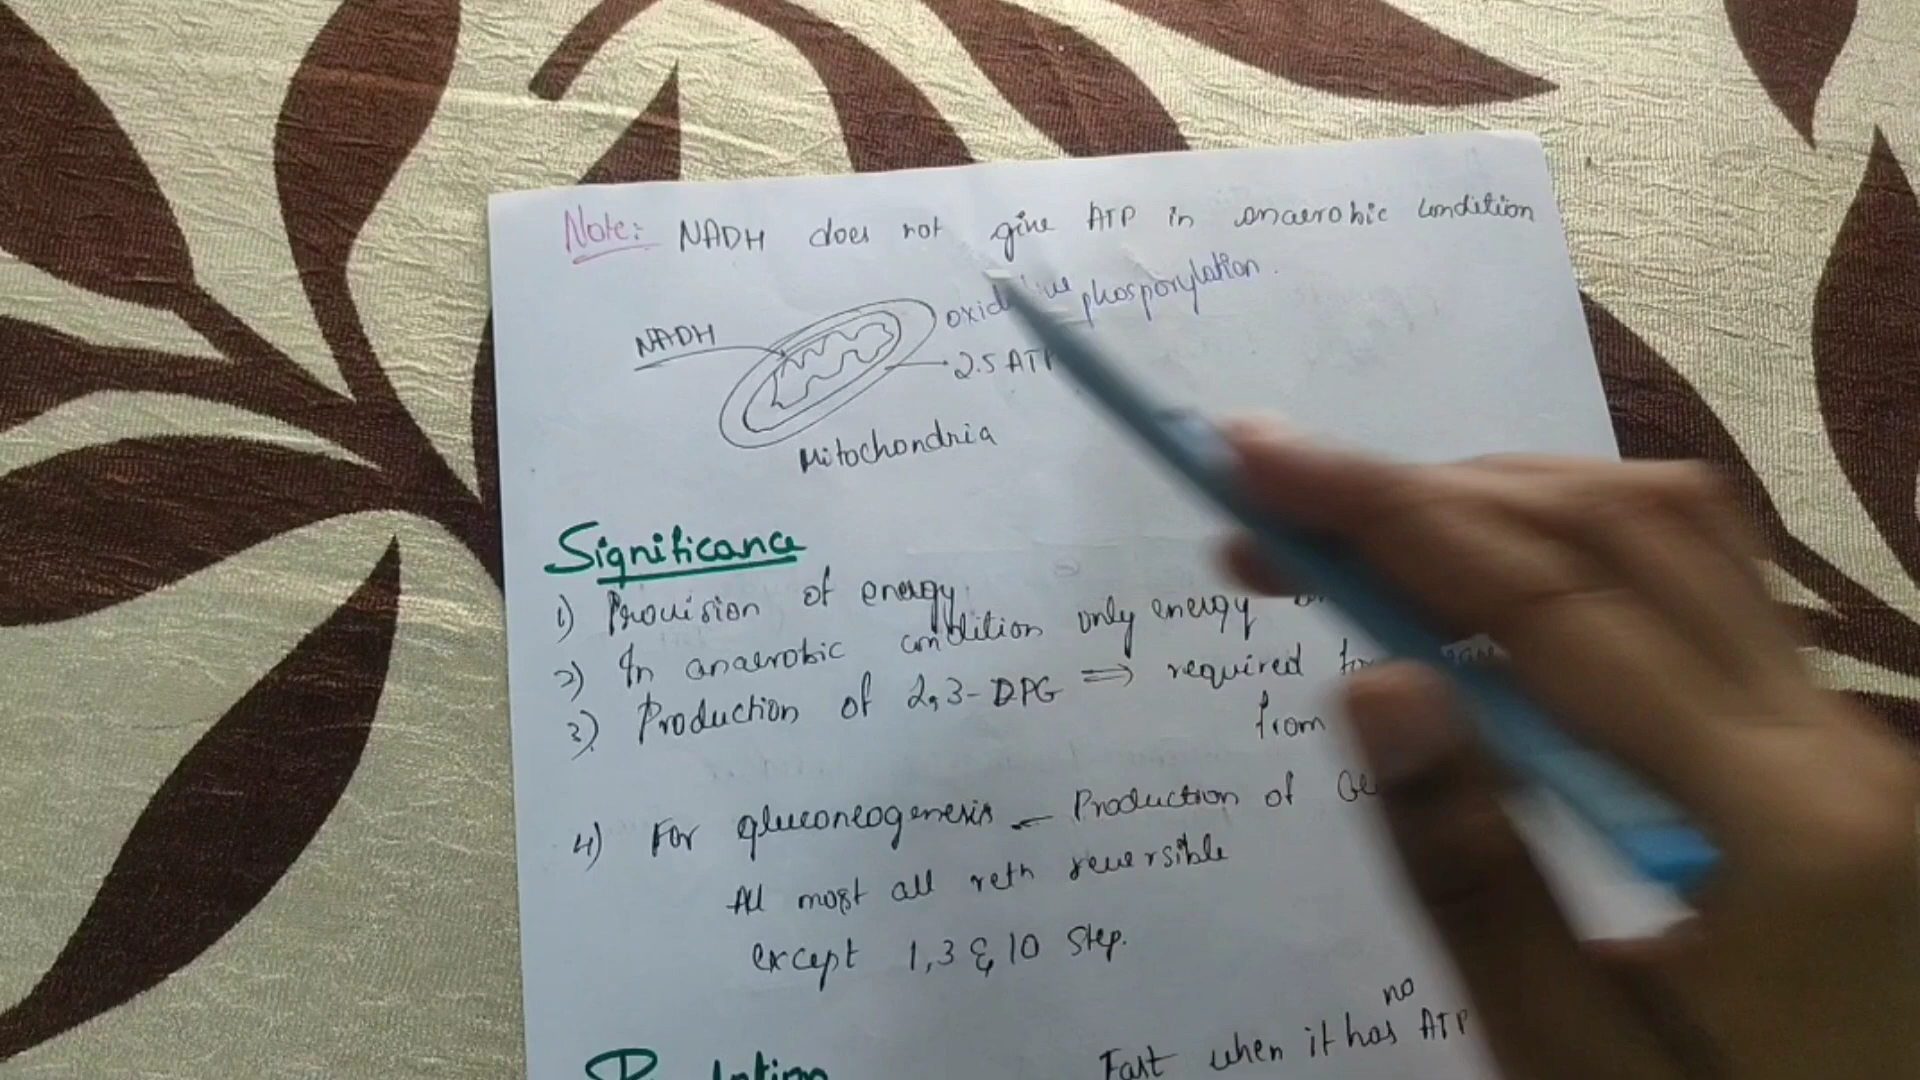 Note: NADH does not give ATP in anaerobic condition
phosporylation.
NADH
2.5 ATP
Mitochondria
Significance
1) Provision of energy
2) In anaerobic condition only energy
3) Production of 2,3-DPG ⇒ required
from
4) For gluconeogenesis - Production of
All most all rctn reversible
except 1,3 & 10 Step.
no
Fast when it has ATP